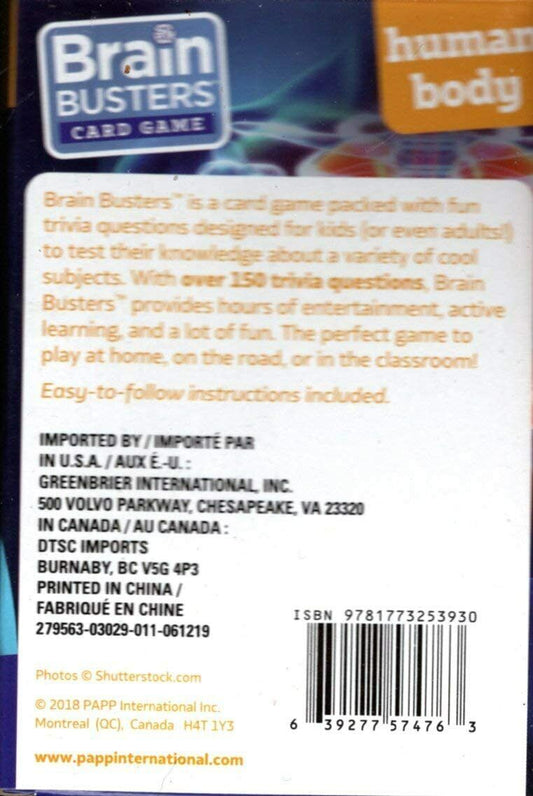 Brain
BUSTERS
CARD GAME
human
body
Brain Busters™ is a card game packed with fun
trivia questions designed for kids (or even adults!)
to test their knowledge about a variety of cool
subjects. With over 150 trivia questions, Brain
Busters™ provides hours of entertainment, active
learning, and a lot of fun. The perfect game to
play at home, on the road, or in the classroom!
Easy-to-follow instructions included.
IMPORTED BY / IMPORTÉ PAR
IN U.S.A. / AUX É.-U. :
GREENBRIER INTERNATIONAL, INC.
500 VOLVO PARKWAY, CHESAPEAKE, VA 23320
IN CANADA / AU CANADA :
DTSC IMPORTS
BURNABY, BC V5G 4P3
PRINTED IN CHINA /
FABRIQUÉ EN CHINE
279563-03029-011-061219
Photos © Shutterstock.com
© 2018 PAPP International Inc.
Montreal (QC), Canada H4T 1Y3
www.pappinternational.com
ISBN 9781773253930
6 39277 57476 3